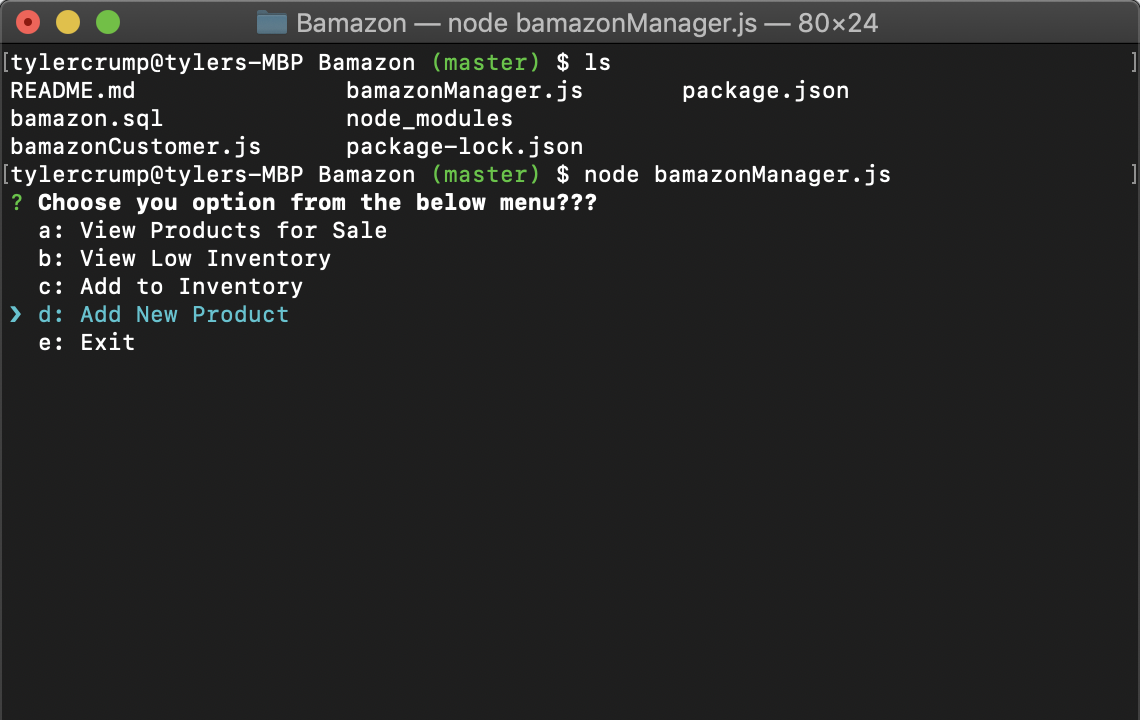 Bamazon — node bamazonManager.js — 80×24
[tylercrump@tylers-MBP Bamazon (master) $ ls ]
README.md bamazonManager.js package.json
bamazon.sql node_modules
bamazonCustomer.js package-lock.json
[tylercrump@tylers-MBP Bamazon (master) $ node bamazonManager.js ]
? Choose you option from the below menu???
a: View Products for Sale
b: View Low Inventory
c: Add to Inventory
❯ d: Add New Product
e: Exit